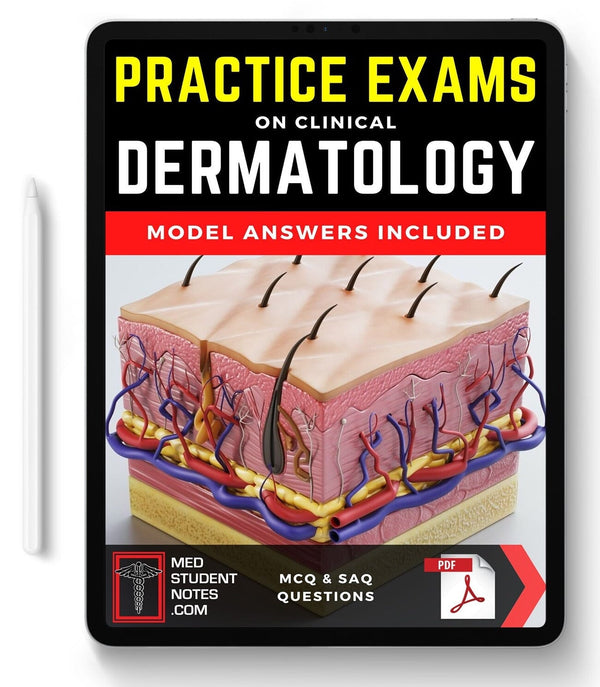 PRACTICE EXAMS
ON CLINICAL
DERMATOLOGY
MODEL ANSWERS INCLUDED
MED
STUDENT
NOTES
.COM
MCQ & SAQ
QUESTIONS
PDF